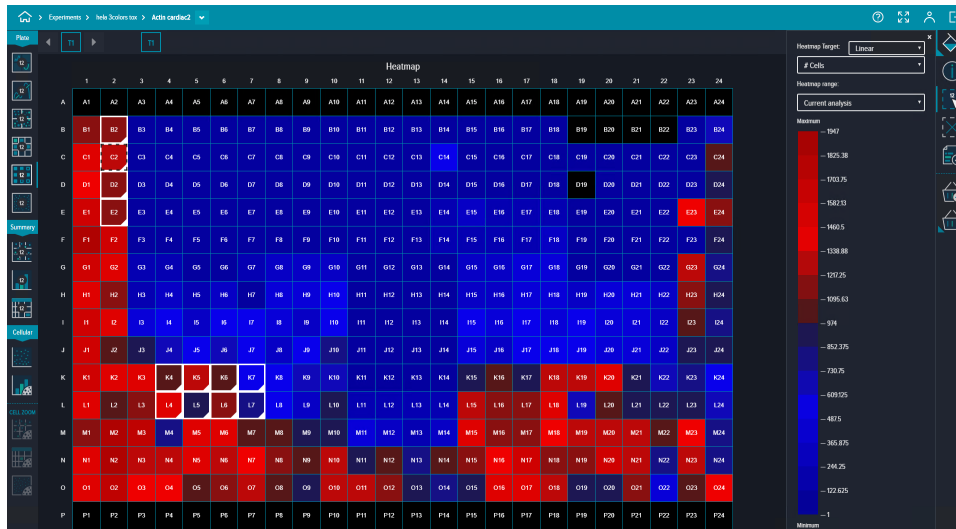 Experiments > hela 3colors tox > Actin cardiac2
Plate
T1
T1
Heatmap
1 2 3 4 5 6 7 8 9 10 11 12 13 14 15 16 17 18 19 20 21 22 23 24
A A1 A2 A3 A4 A5 A6 A7 A8 A9 A10 A11 A12 A13 A14 A15 A16 A17 A18 A19 A20 A21 A22 A23 A24
B B1 B2 B3 B4 B5 B6 B7 B8 B9 B10 B11 B12 B13 B14 B15 B16 B17 B18 B19 B20 B21 B22 B23 B24
C C1 C2 C3 C4 C5 C6 C7 C8 C9 C10 C11 C12 C13 C14 C15 C16 C17 C18 C19 C20 C21 C22 C23 C24
D D1 D2 D3 D4 D5 D6 D7 D8 D9 D10 D11 D12 D13 D14 D15 D16 D17 D18 D19 D20 D21 D22 D23 D24
E E1 E2 E3 E4 E5 E6 E7 E8 E9 E10 E11 E12 E13 E14 E15 E16 E17 E18 E19 E20 E21 E22 E23 E24
F F1 F2 F3 F4 F5 F6 F7 F8 F9 F10 F11 F12 F13 F14 F15 F16 F17 F18 F19 F20 F21 F22 F23 F24
G G1 G2 G3 G4 G5 G6 G7 G8 G9 G10 G11 G12 G13 G14 G15 G16 G17 G18 G19 G20 G21 G22 G23 G24
H H1 H2 H3 H4 H5 H6 H7 H8 H9 H10 H11 H12 H13 H14 H15 H16 H17 H18 H19 H20 H21 H22 H23 H24
I I1 I2 I3 I4 I5 I6 I7 I8 I9 I10 I11 I12 I13 I14 I15 I16 I17 I18 I19 I20 I21 I22 I23 I24
J J1 J2 J3 J4 J5 J6 J7 J8 J9 J10 J11 J12 J13 J14 J15 J16 J17 J18 J19 J20 J21 J22 J23 J24
K K1 K2 K3 K4 K5 K6 K7 K8 K9 K10 K11 K12 K13 K14 K15 K16 K17 K18 K19 K20 K21 K22 K23 K24
L L1 L2 L3 L4 L5 L6 L7 L8 L9 L10 L11 L12 L13 L14 L15 L16 L17 L18 L19 L20 L21 L22 L23 L24
M M1 M2 M3 M4 M5 M6 M7 M8 M9 M10 M11 M12 M13 M14 M15 M16 M17 M18 M19 M20 M21 M22 M23 M24
N N1 N2 N3 N4 N5 N6 N7 N8 N9 N10 N11 N12 N13 N14 N15 N16 N17 N18 N19 N20 N21 N22 N23 N24
O O1 O2 O3 O4 O5 O6 O7 O8 O9 O10 O11 O12 O13 O14 O15 O16 O17 O18 O19 O20 O21 O22 O23 O24
P P1 P2 P3 P4 P5 P6 P7 P8 P9 P10 P11 P12 P13 P14 P15 P16 P17 P18 P19 P20 P21 P22 P23 P24
12
12
12
12
12
12
Summary
12
12
12
Cellular
CELL ZOOM
Heatmap Target: Linear
# Cells
Heatmap range:
Current analysis
Maximum
1947
1825.38
1703.75
1582.13
1460.5
1338.88
1217.25
1095.63
974
852.375
730.75
609.125
487.5
365.875
244.25
122.625
1
Minimum
12